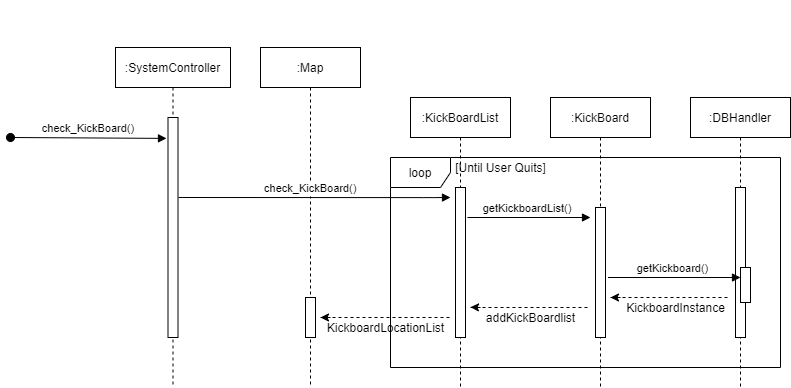 :SystemController
:Map
:KickBoardList
:KickBoard
:DBHandler
check_KickBoard()
loop
[Until User Quits]
check_KickBoard()
getKickboardList()
getKickboard()
KickboardInstance
addKickBoardlist
KickboardLocationList